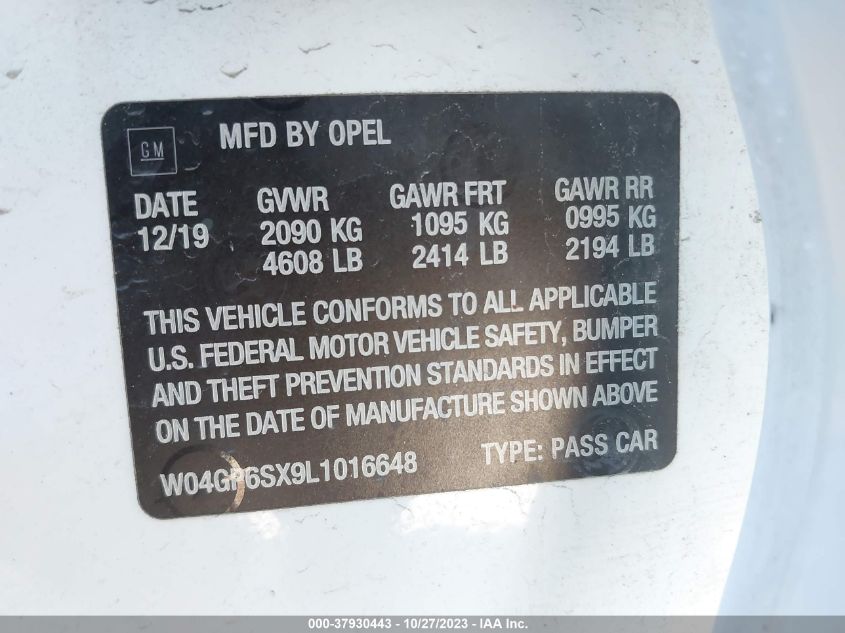 GM
MFD BY OPEL
DATE GVWR GAWR FRT GAWR RR
12/19 2090 KG 1095 KG 0995 KG
4608 LB 2414 LB 2194 LB
THIS VEHICLE CONFORMS TO ALL APPLICABLE
U.S. FEDERAL MOTOR VEHICLE SAFETY, BUMPER
AND THEFT PREVENTION STANDARDS IN EFFECT
ON THE DATE OF MANUFACTURE SHOWN ABOVE
W04GP6SX9L1016648 TYPE: PASS CAR
000-37930443 - 10/27/2023 - IAA Inc.